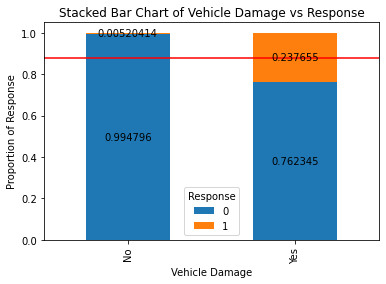 Stacked Bar Chart of Vehicle Damage vs Response
Proportion of Response
1.0
0.8
0.6
0.4
0.2
0.0
0.00520414
0.237655
0.994796
0.762345
Response
0
1
No
Yes
Vehicle Damage